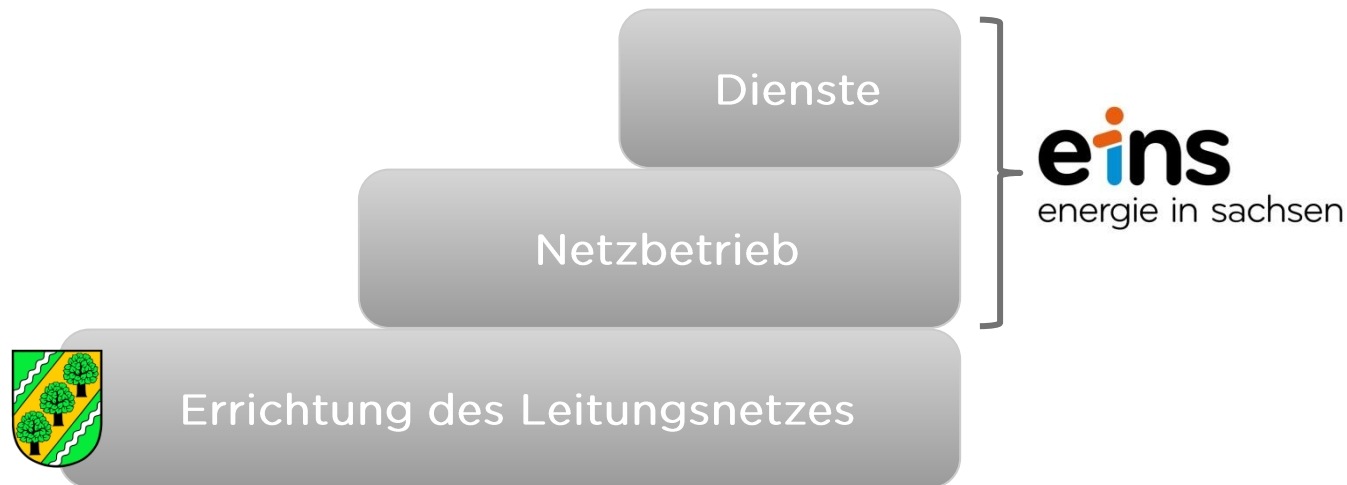 Dienste
eins
energie in sachsen
Netzbetrieb
Errichtung des Leitungsnetzes